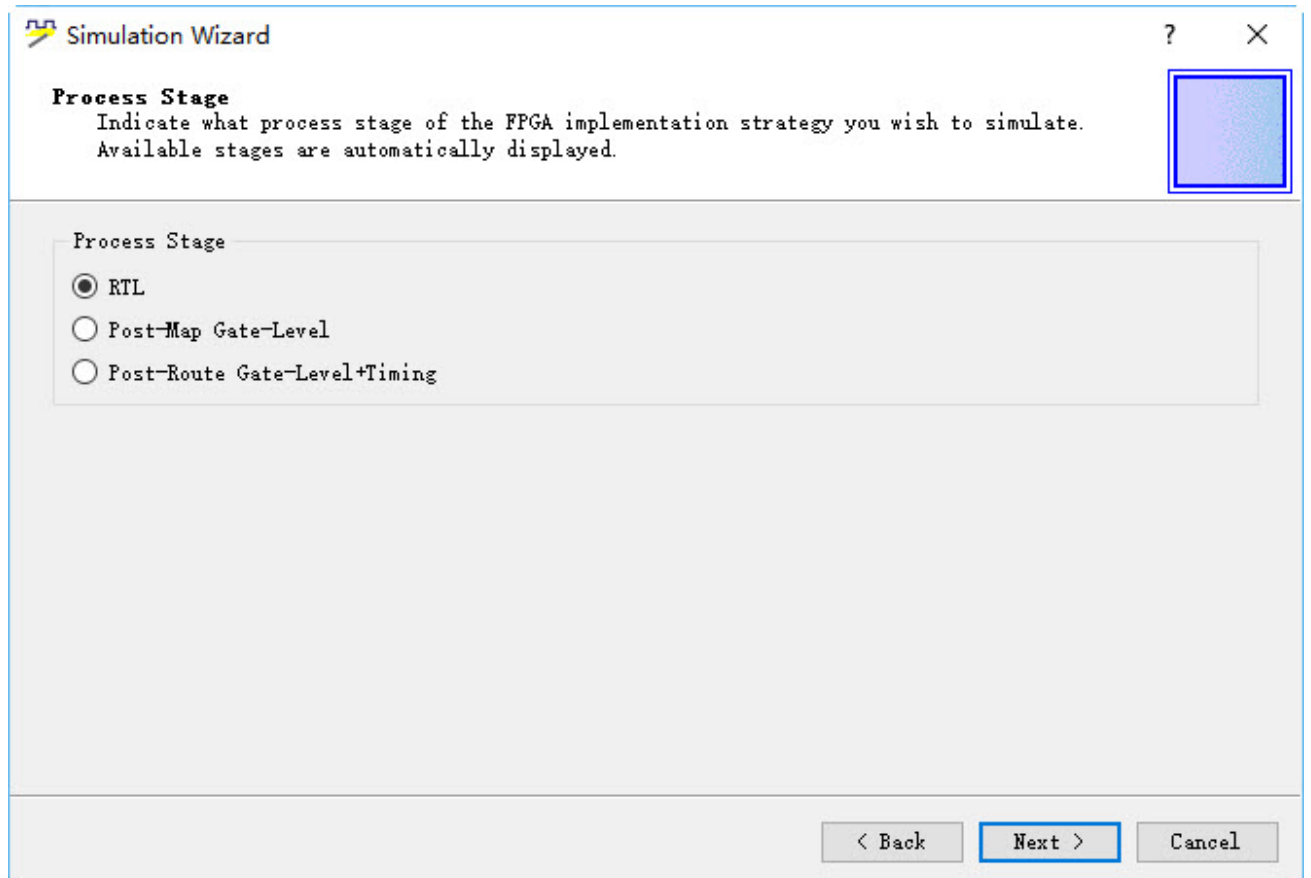 Simulation Wizard
?
Process Stage
Indicate what process stage of the FPGA implementation strategy you wish to simulate.
Available stages are automatically displayed.
Process Stage
RTL
Post-Map Gate-Level
Post-Route Gate-Level+Timing
< Back
Next >
Cancel